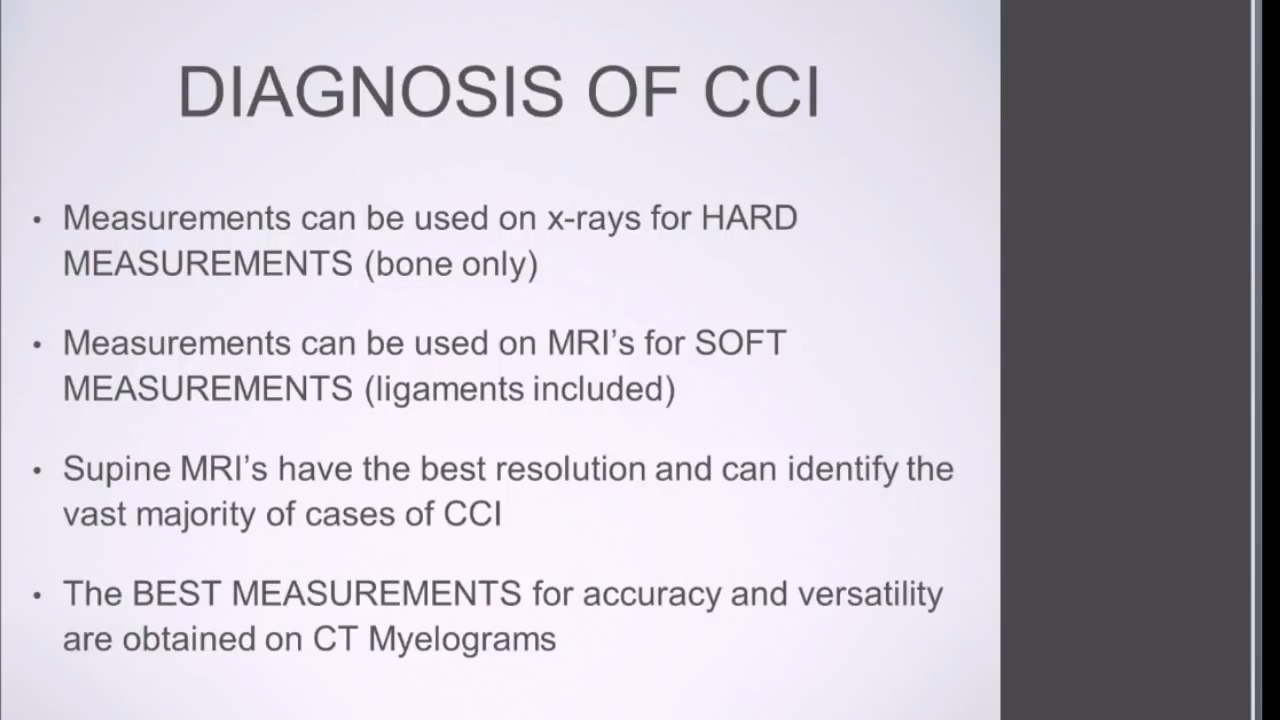 DIAGNOSIS OF CCI
• Measurements can be used on x-rays for HARD
MEASUREMENTS (bone only)
• Measurements can be used on MRI’s for SOFT
MEASUREMENTS (ligaments included)
• Supine MRI’s have the best resolution and can identify the
vast majority of cases of CCI
• The BEST MEASUREMENTS for accuracy and versatility
are obtained on CT Myelograms